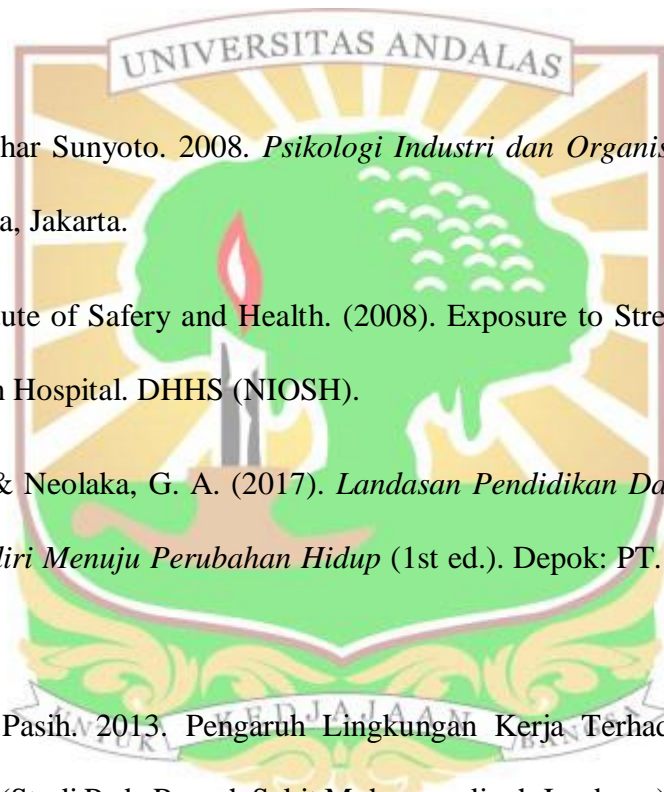 UNIVERSITAS ANDALAS
har Sunyoto. 2008. Psikologi Industri dan Organis
a, Jakarta.
ute of Safery and Health. (2008). Exposure to Stre
n Hospital. DHHS (NIOSH).
& Neolaka, G. A. (2017). Landasan Pendidikan Da
diri Menuju Perubahan Hidup (1st ed.). Depok: PT.
Pasih. 2013. Pengaruh Lingkungan Kerja Terhad
UNTUK KEDJAJAAN BANGSA